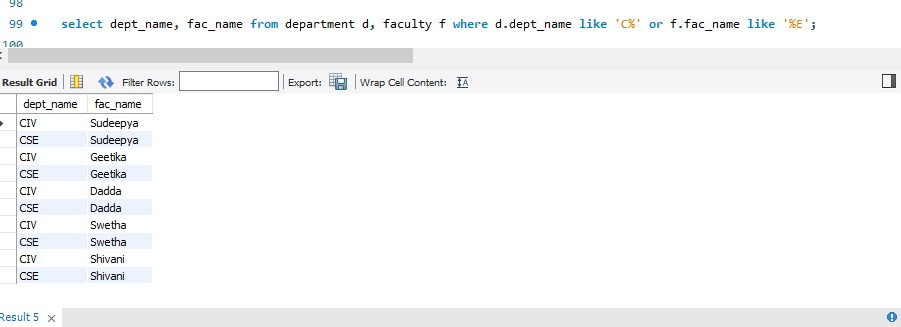 98
99 select dept_name, fac_name from department d, faculty f where d.dept_name like 'C%' or f.fac_name like '%E';
100
Result Grid Filter Rows: Export: Wrap Cell Content: IA
dept_name fac_name
CIV Sudeepya
CSE Sudeepya
CIV Geetika
CSE Geetika
CIV Dadda
CSE Dadda
CIV Swetha
CSE Swetha
CIV Shivani
CSE Shivani
Result 5